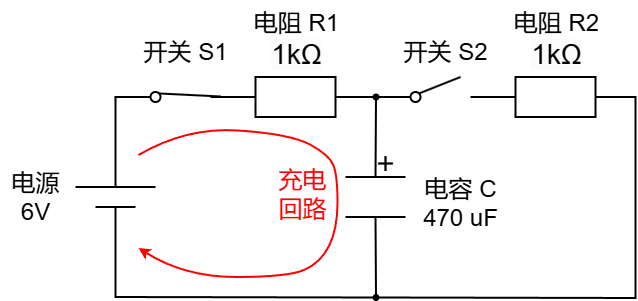 电阻 R1
1kΩ
开关 S1
开关 S2
电阻 R2
1kΩ
电源
6V
充电
回路
+
电容 C
470 uF